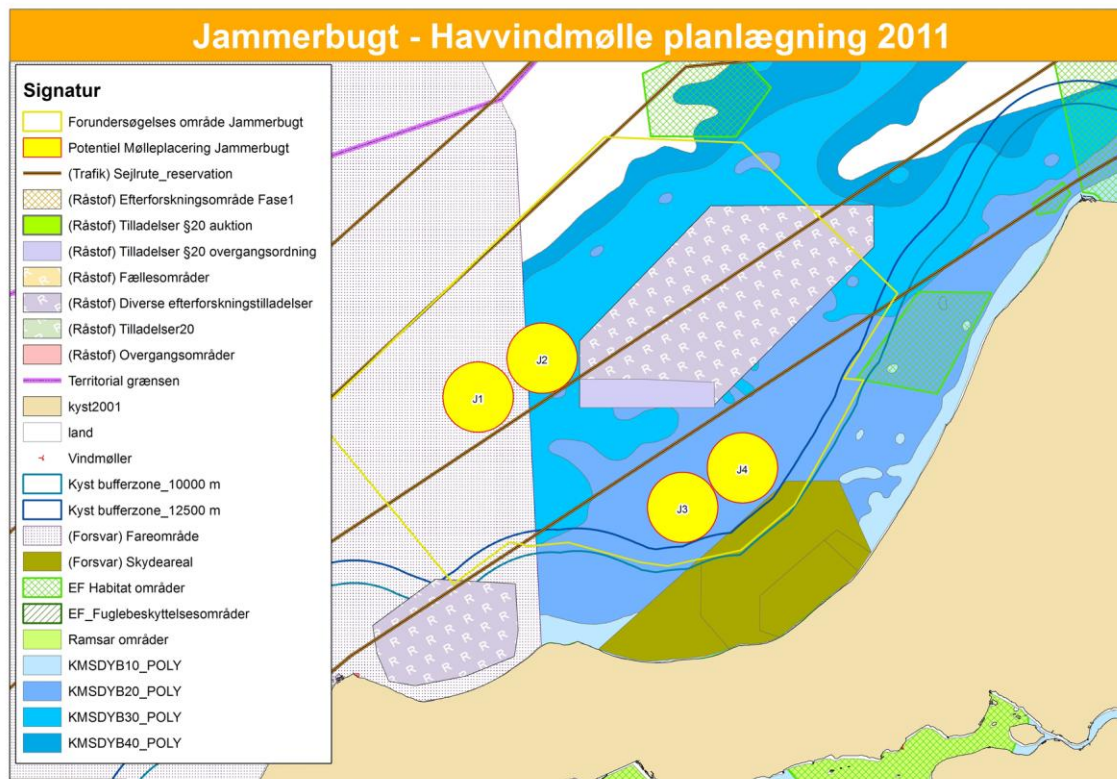 Jammerbugt - Havvindmølle planlægning 2011
Signatur
Forundersøgelses område Jammerbugt
Potentiel Mølleplacering Jammerbugt
(Trafik) Sejlrute_reservation
(Råstof) Efterforskningsområde Fase1
(Råstof) Tilladelser §20 auktion
(Råstof) Tilladelser §20 overgangsordning
(Råstof) Fællesområder
(Råstof) Diverse efterforskningstilladelser
(Råstof) Tilladelser20
(Råstof) Overgangsområder
Territorial grænsen
kyst2001
land
Vindmøller
Kyst bufferzone_10000 m
Kyst bufferzone_12500 m
(Forsvar) Fareområde
(Forsvar) Skydeareal
EF Habitat områder
EF_Fuglebeskyttelsesområder
Ramsar områder
KMSDYB10_POLY
KMSDYB20_POLY
KMSDYB30_POLY
KMSDYB40_POLY
J2
J1
J4
J3